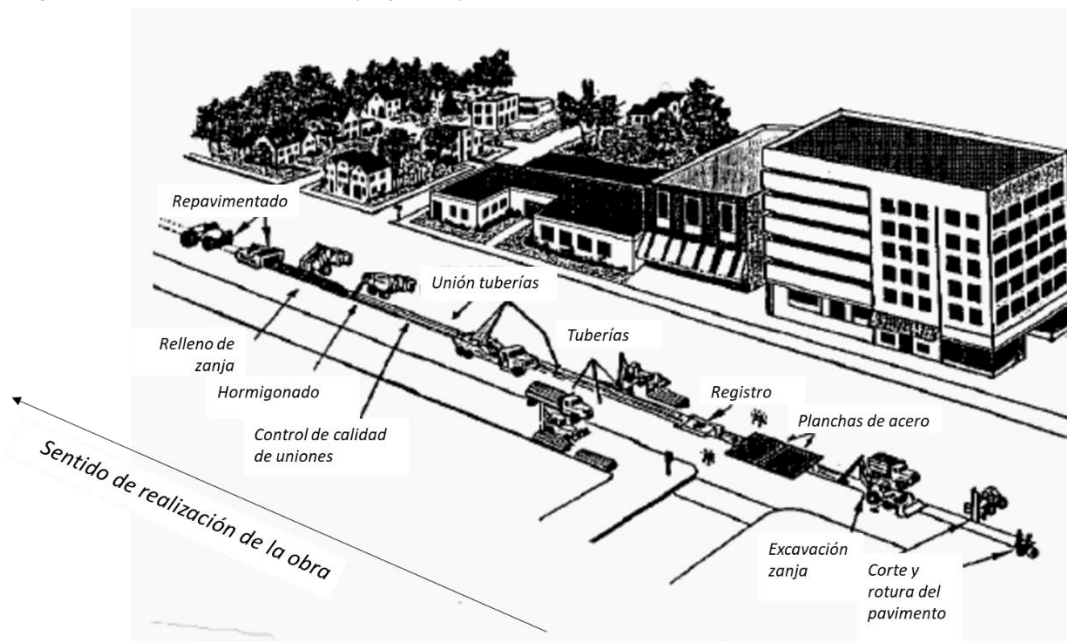 Repavimentado
Unión tuberías
Tuberías
Relleno de
zanja
Hormigonado
Control de calidad
de uniones
Registro
Planchas de acero
Excavación
zanja
Corte y
rotura del
pavimento
Sentido de realización de la obra